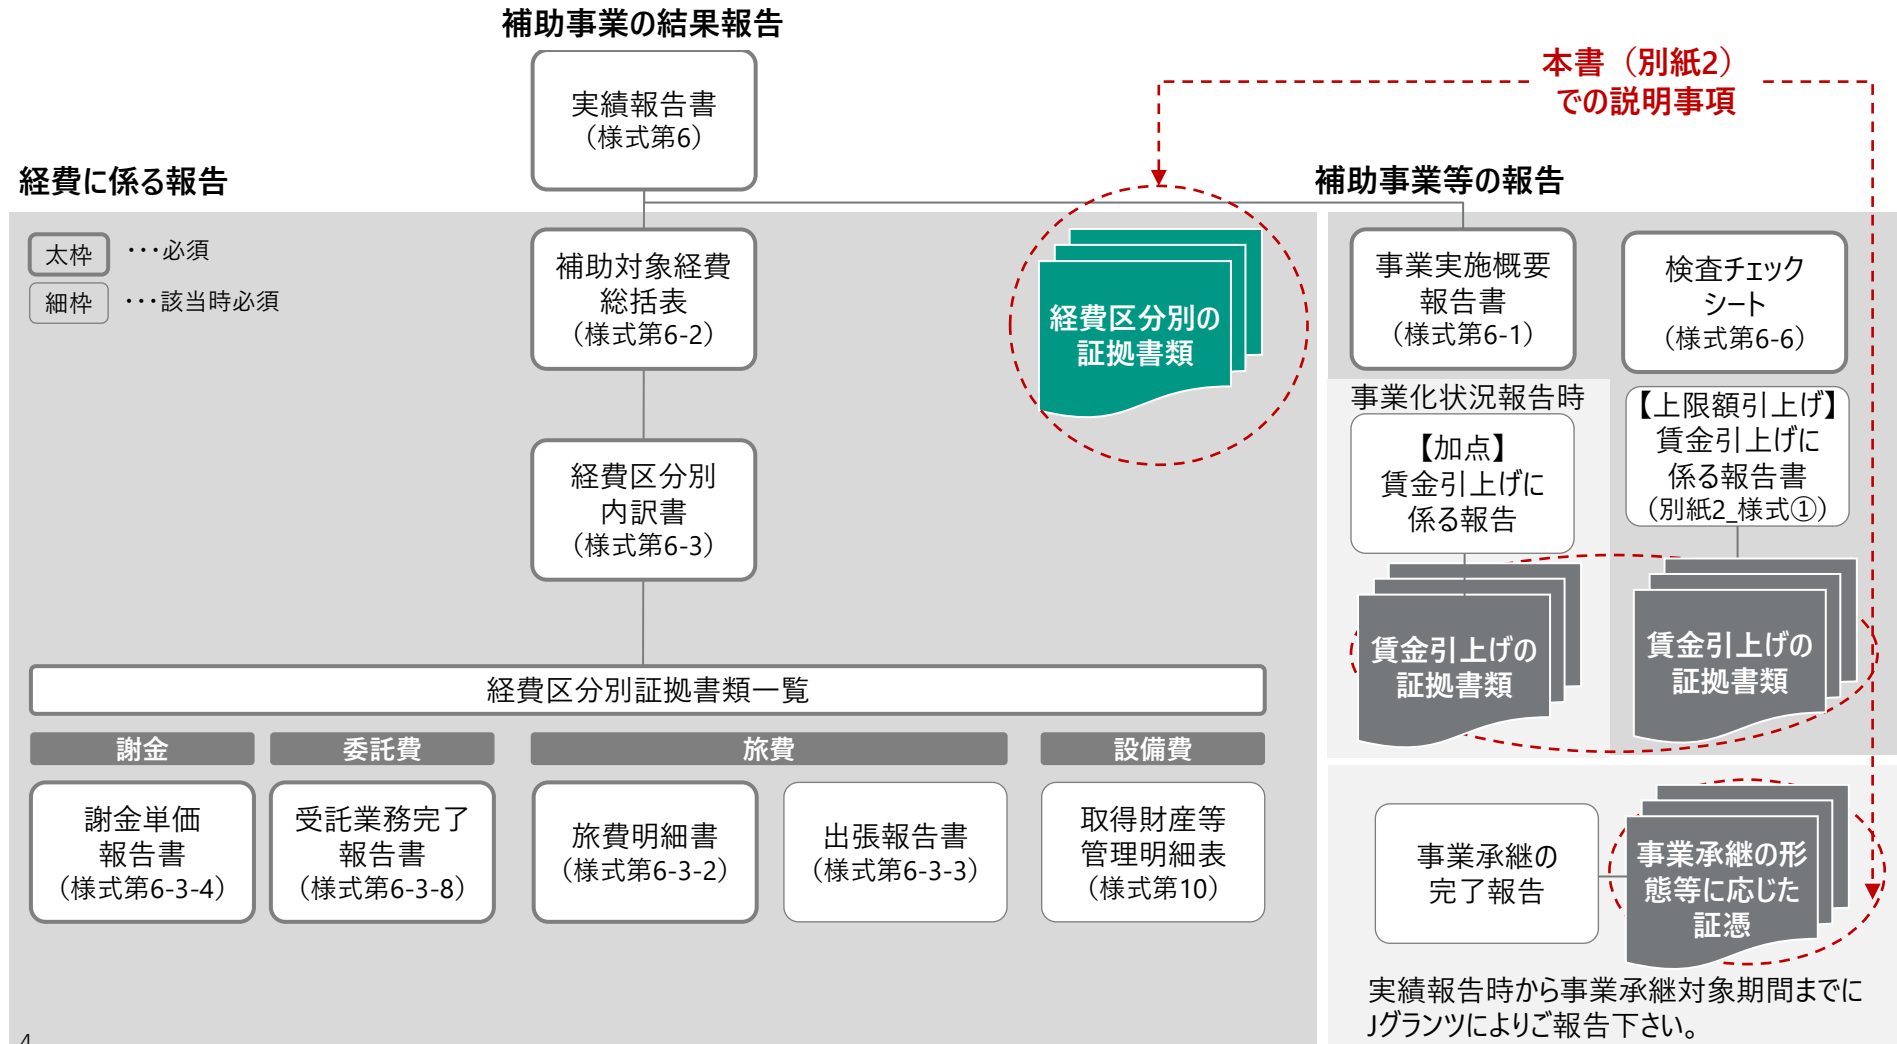 補助事業の結果報告
本書（別紙2）
での説明事項
実績報告書
（様式第6）
経費に係る報告
補助事業等の報告
太枠 ・・・必須
細枠 ・・・該当時必須
補助対象経費
総括表
（様式第6-2）
経費区分別の
証拠書類
事業実施概要
報告書
（様式第6-1）
検査チェック
シート
（様式第6-6）
事業化状況報告時
【加点】
賃金引上げに
係る報告
【上限額引上げ】
賃金引上げに
係る報告書
（別紙2_様式①）
経費区分別
内訳書
（様式第6-3）
賃金引上げの
証拠書類
賃金引上げの
証拠書類
経費区分別証拠書類一覧
謝金
委託費
旅費
設備費
謝金単価
報告書
（様式第6-3-4）
受託業務完了
報告書
（様式第6-3-8）
旅費明細書
（様式第6-3-2）
出張報告書
（様式第6-3-3）
取得財産等
管理明細表
（様式第10）
事業承継の
完了報告
事業承継の形
態等に応じた
証憑
実績報告時から事業承継対象期間までに
Jグランツによりご報告下さい。
4